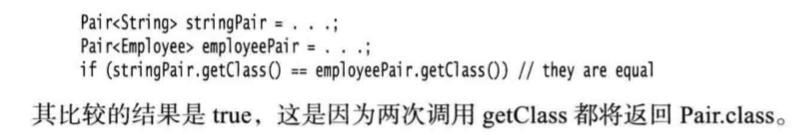 Pair<String> stringPair = . . .;
Pair<Employee> employeePair = . . .;
if (stringPair.getClass() == employeePair.getClass()) // they are equal
其比较的结果是 true，这是因为两次调用 getClass 都将返回 Pair.class。